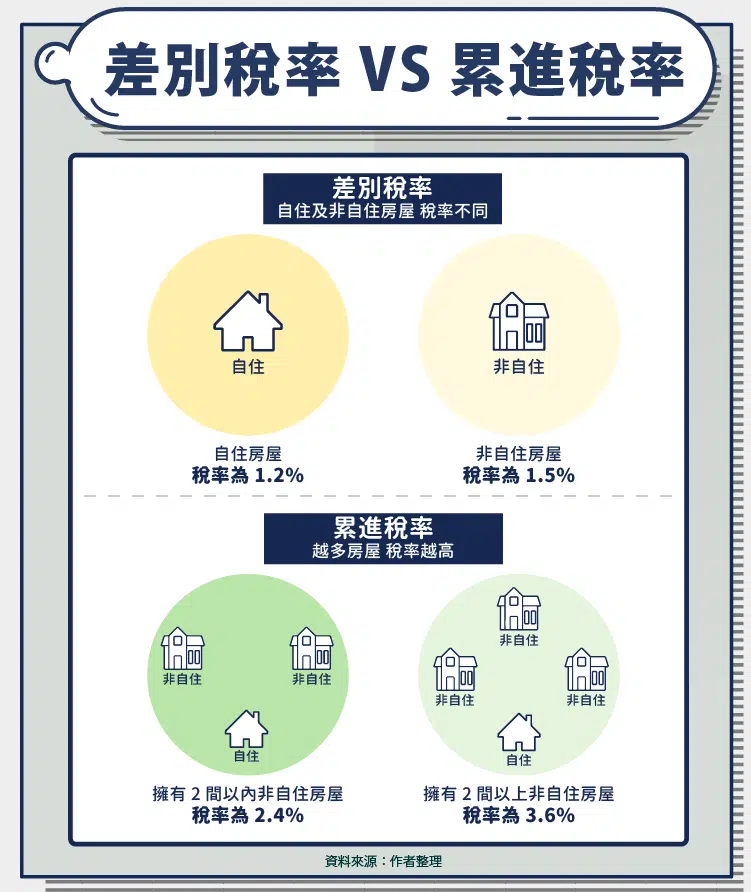 差別稅率 VS 累進稅率
差別稅率
自住及非自住房屋 稅率不同
自住
非自住
自住房屋
稅率為 1.2%
非自住房屋
稅率為 1.5%
累進稅率
越多房屋 稅率越高
非自住
非自住
自住
非自住
非自住
非自住
自住
擁有 2 間以內非自住房屋
稅率為 2.4%
擁有 2 間以上非自住房屋
稅率為 3.6%
資料來源：作者整理